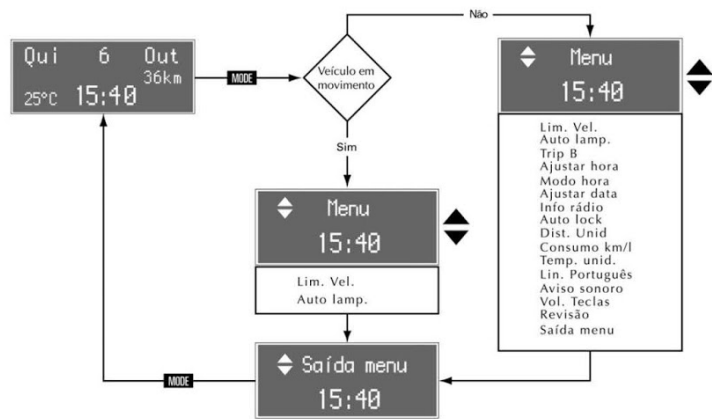 Qui 6 Out
36km
25°C 15:40
MODE
Veículo em
movimento
Não
Menu
15:40
Lim. Vel.
Auto lamp.
Trip B
Ajustar hora
Modo hora
Ajustar data
Info rádio
Auto lock
Dist. Unid
Consumo km/l
Temp. unid.
Lin. Português
Aviso sonoro
Vol. Teclas
Revisão
Saída menu
Sim
Menu
15:40
Lim. Vel.
Auto lamp.
Saída menu
15:40
MODE